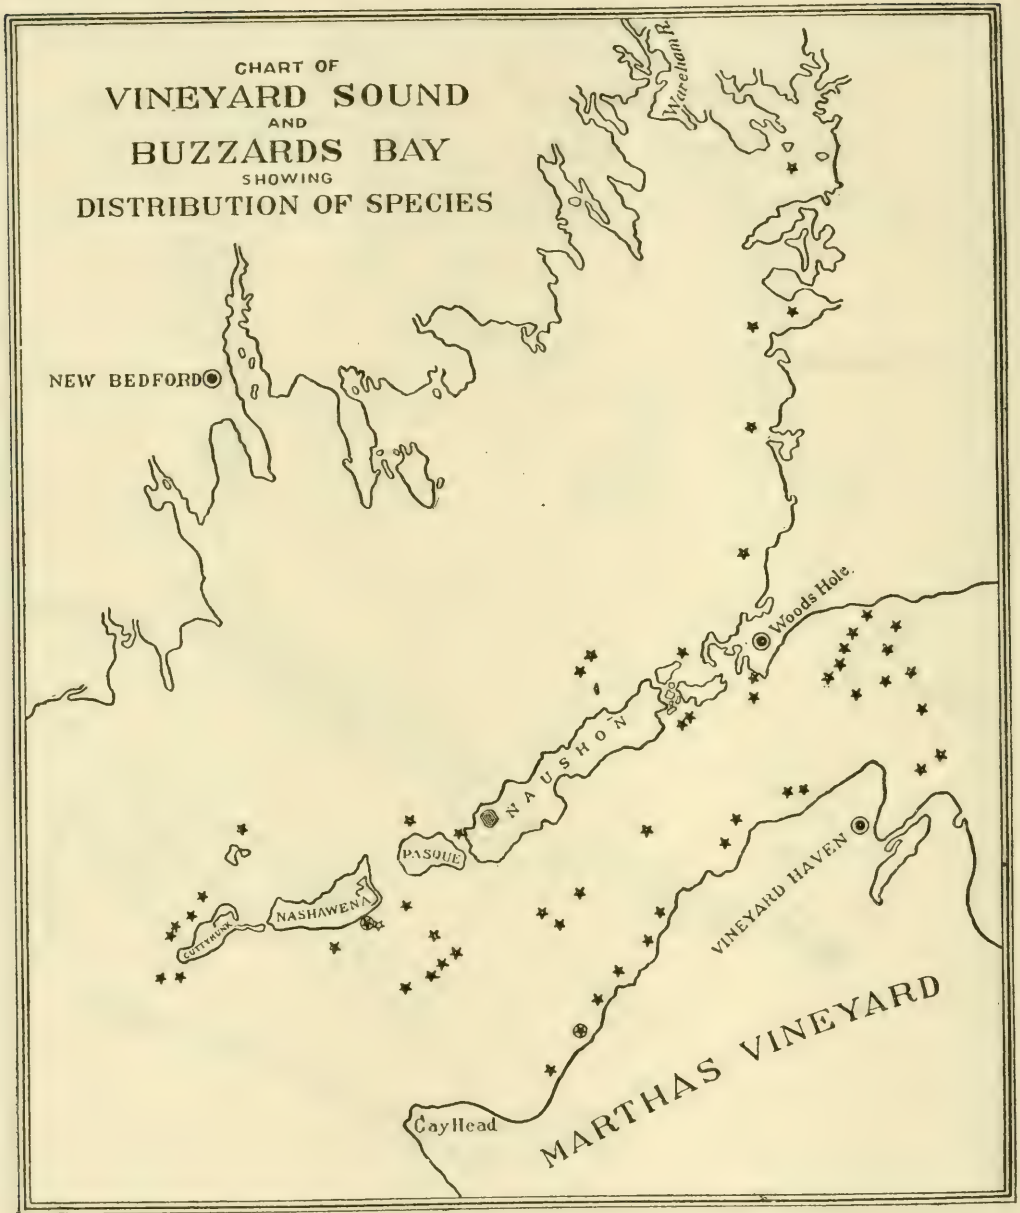 CHART OF
VINEYARD SOUND
AND
BUZZARDS BAY
SHOWING
DISTRIBUTION OF SPECIES
Wareham R.
NEW BEDFORD
Woods Hole.
NAUSHON
PASQUE
NASHAWENA
CUTTYHUNK
VINEYARD HAVEN
MARTHAS VINEYARD
Gay Head